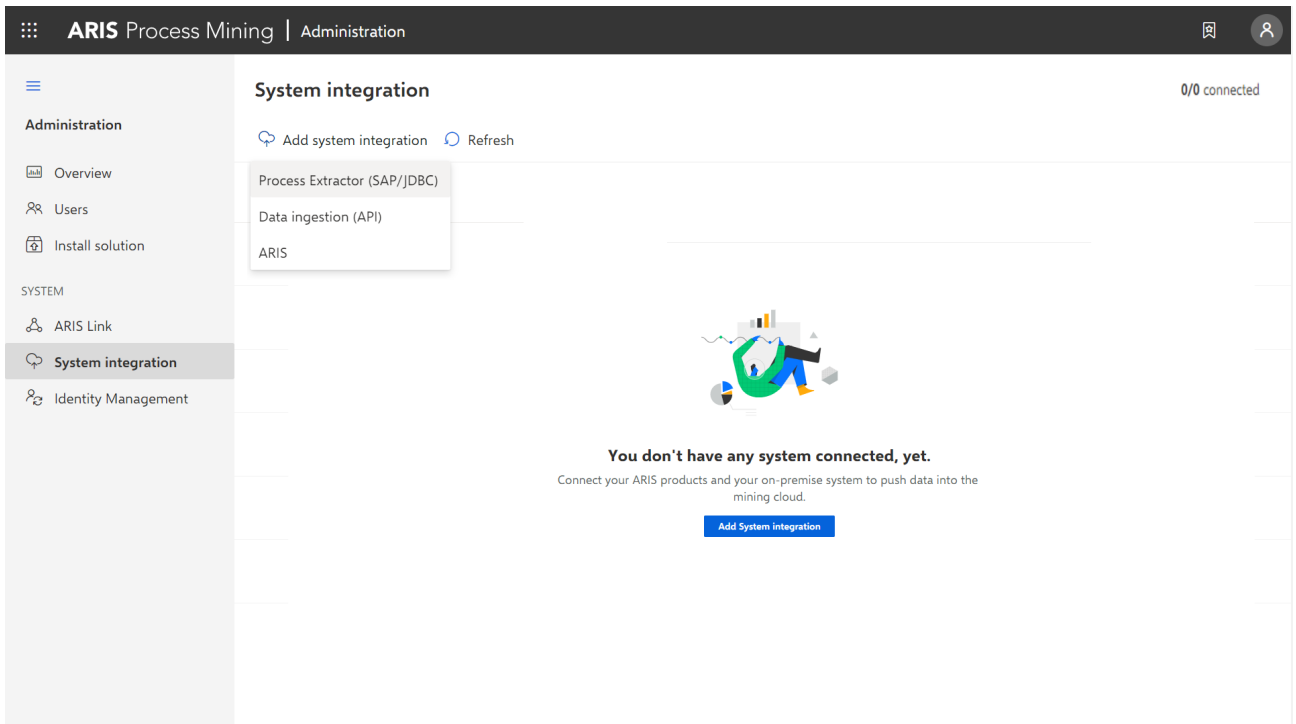 ARIS Process Mining | Administration
System integration
0/0 connected
Administration
Add system integration Refresh
Overview
Users
Install solution
Process Extractor (SAP/JDBC)
Data ingestion (API)
ARIS
SYSTEM
ARIS Link
System integration
Identity Management
You don't have any system connected, yet.
Connect your ARIS products and your on-premise system to push data into the
mining cloud.
Add System integration